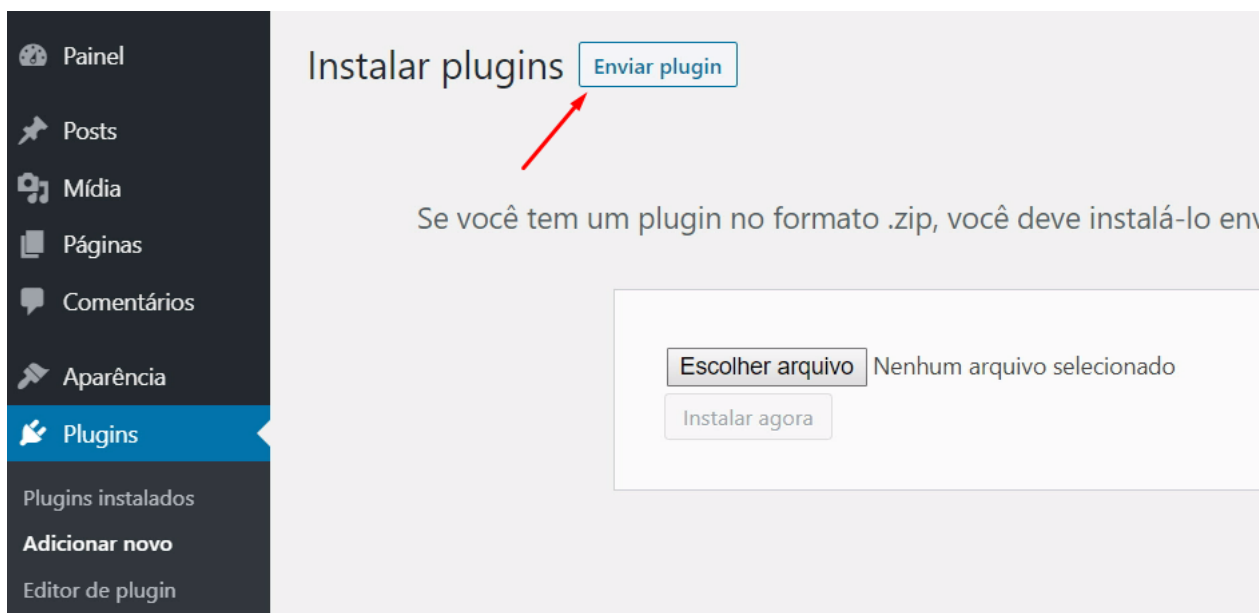 Painel
Posts
Mídia
Páginas
Comentários
Aparência
Plugins
Plugins instalados
Adicionar novo
Editor de plugin
Instalar plugins
Enviar plugin
Se você tem um plugin no formato .zip, você deve instalá-lo
Escolher arquivo Nenhum arquivo selecionado
Instalar agora